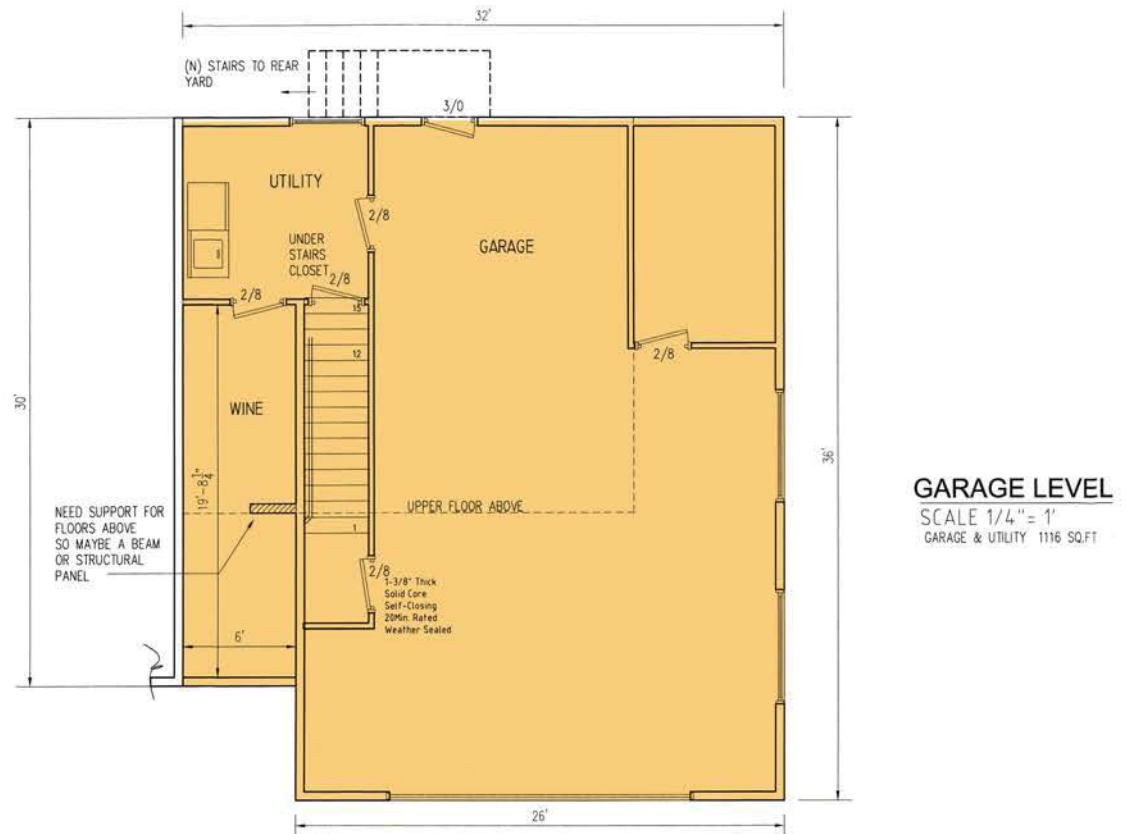 32'
(N) STAIRS TO REAR
YARD
3/0
UTILITY
2/8
UNDER
STAIRS
CLOSET
2/8
GARAGE
2/8
15
12
2/8
30'
WINE
36'
19'-8 1/4"
NEED SUPPORT FOR
FLOORS ABOVE
SO MAYBE A BEAM
OR STRUCTURAL
PANEL
UPPER FLOOR ABOVE
1
2/8
1-3/8" Thick
Solid Core
Self-Closing
20Min. Rated
Weather Sealed
6'
26'
GARAGE LEVEL
SCALE 1/4"= 1'
GARAGE & UTILITY 1116 SQ.FT